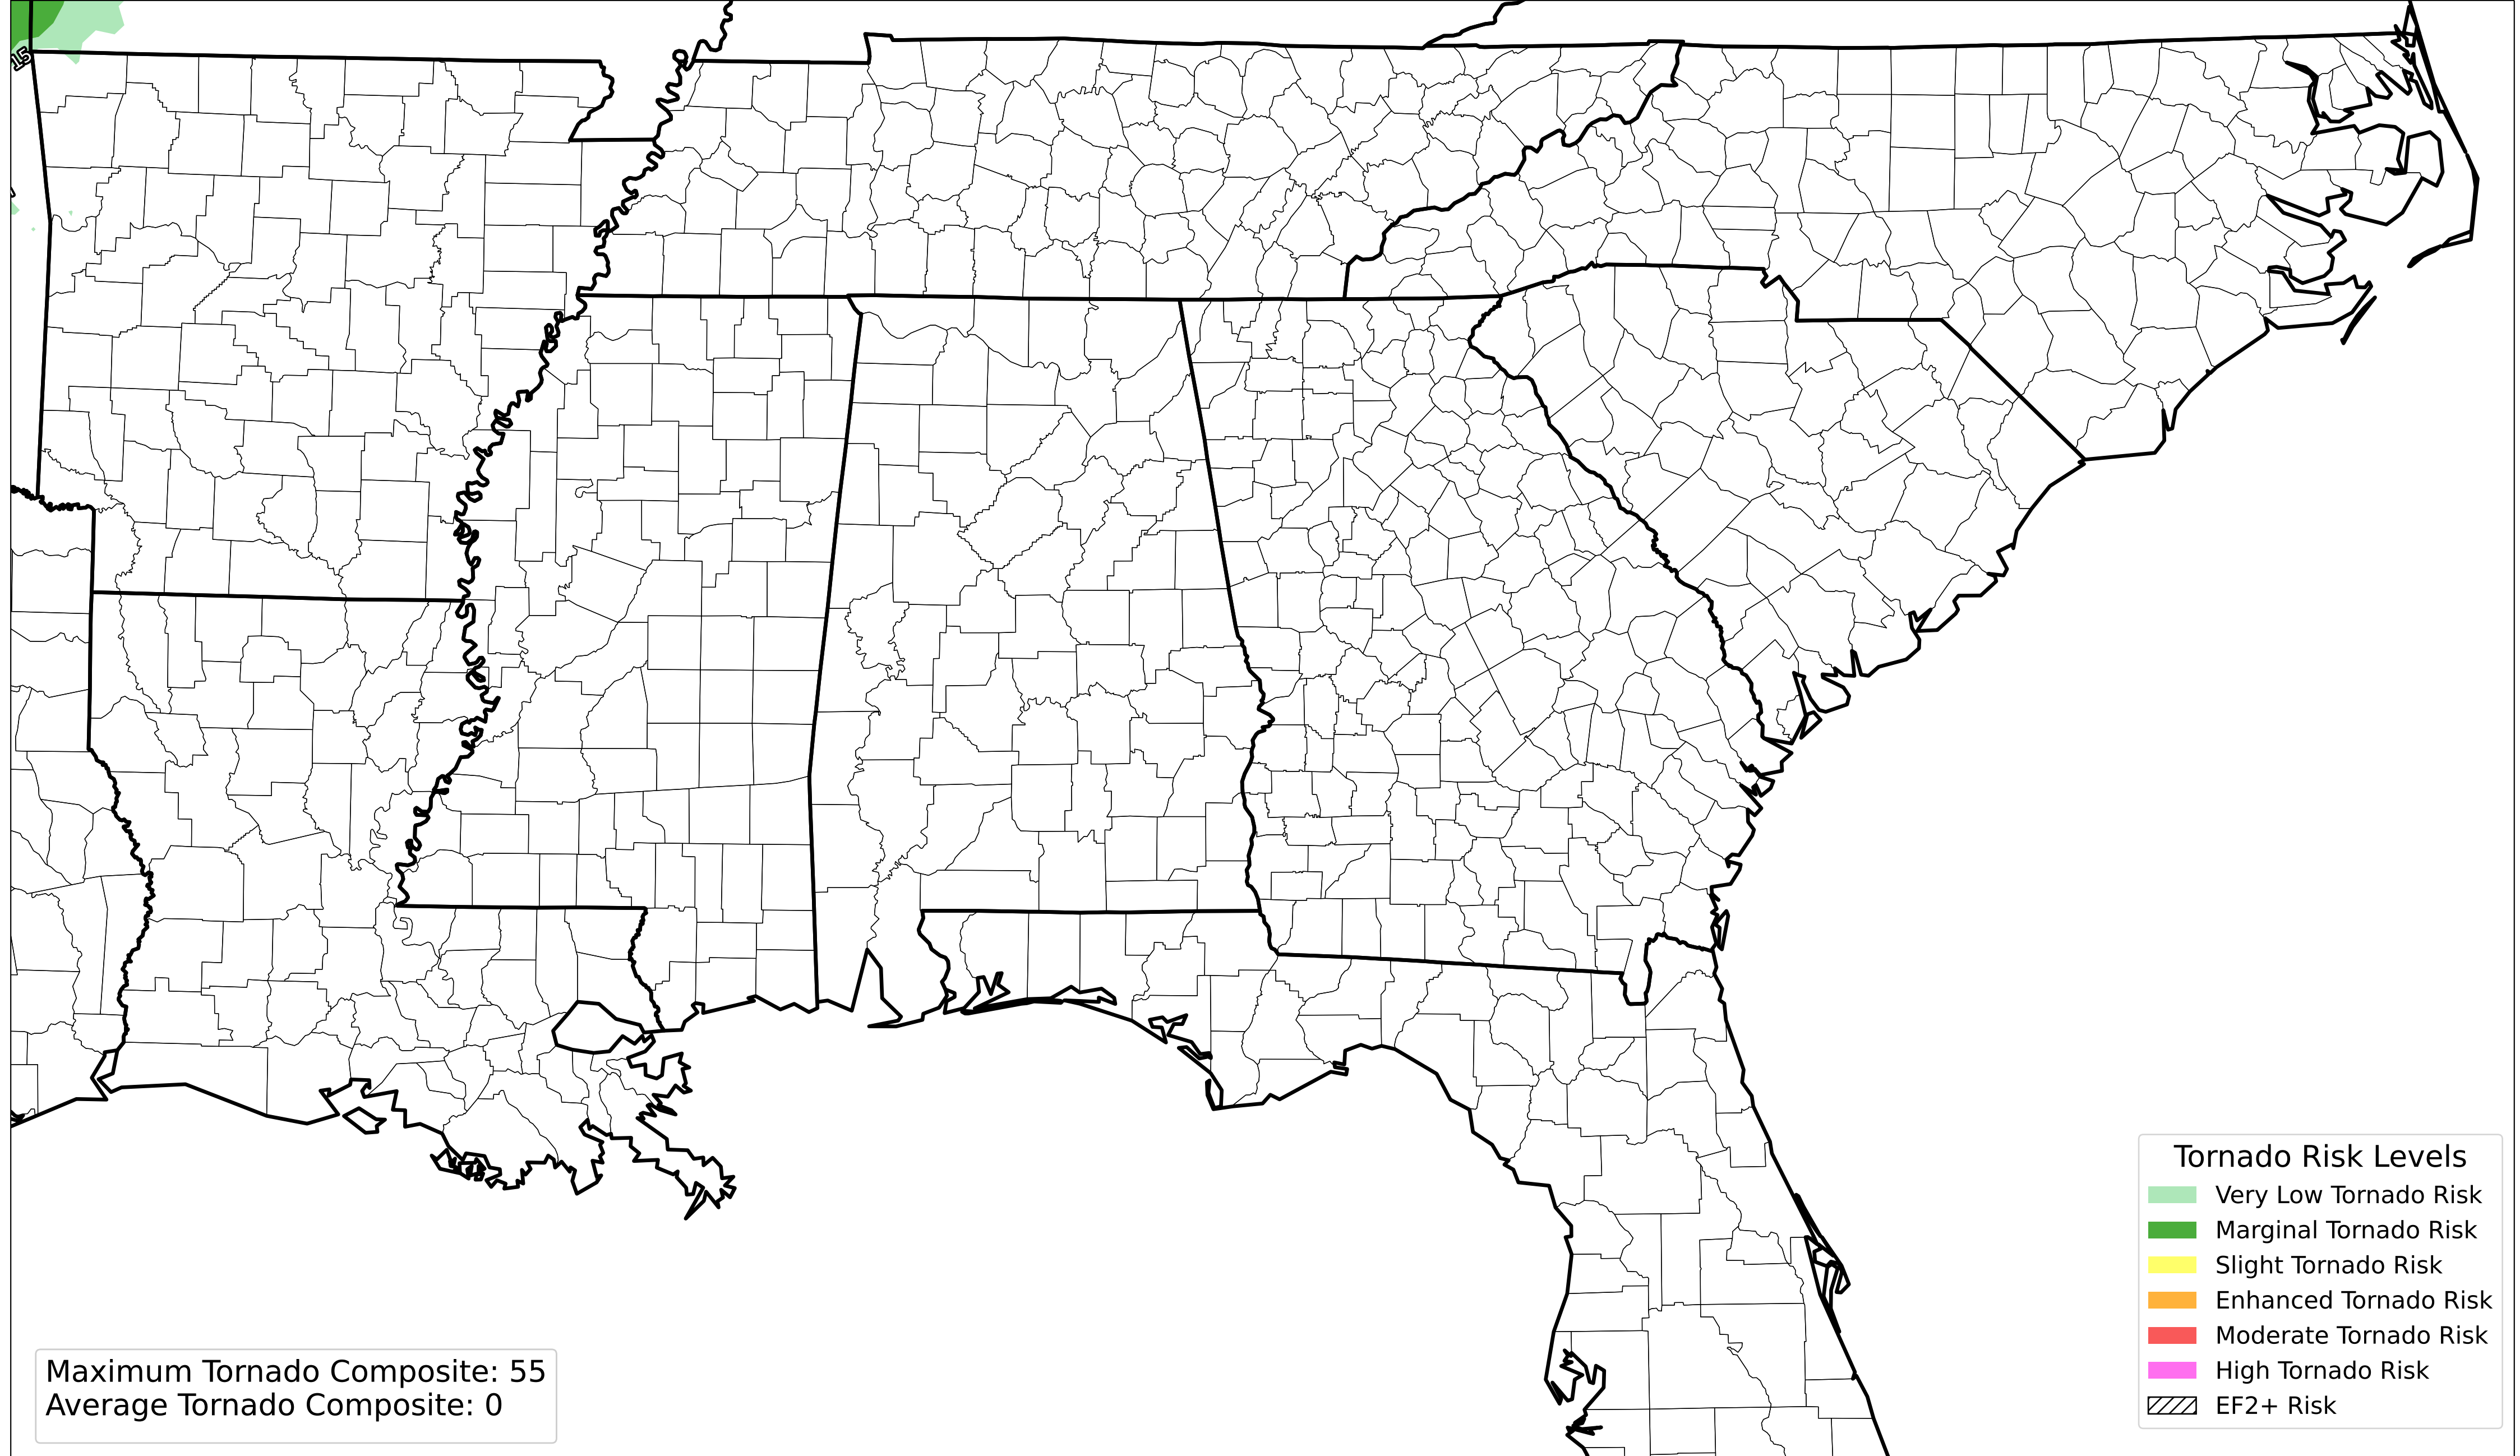 15
Tornado Risk Levels
Very Low Tornado Risk
Marginal Tornado Risk
Slight Tornado Risk
Enhanced Tornado Risk
Moderate Tornado Risk
High Tornado Risk
EF2+ Risk
Maximum Tornado Composite: 55
Average Tornado Composite: 0